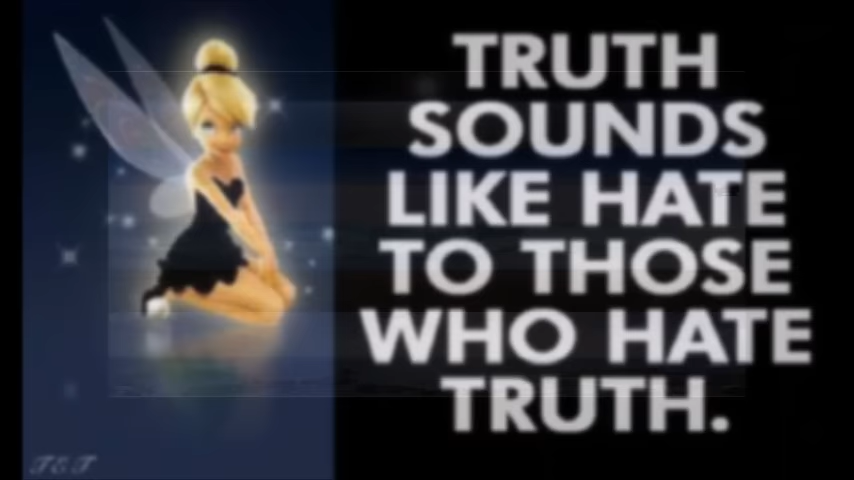 TRUTH
SOUNDS
LIKE HATE
TO THOSE
WHO HATE
TRUTH.
T&T